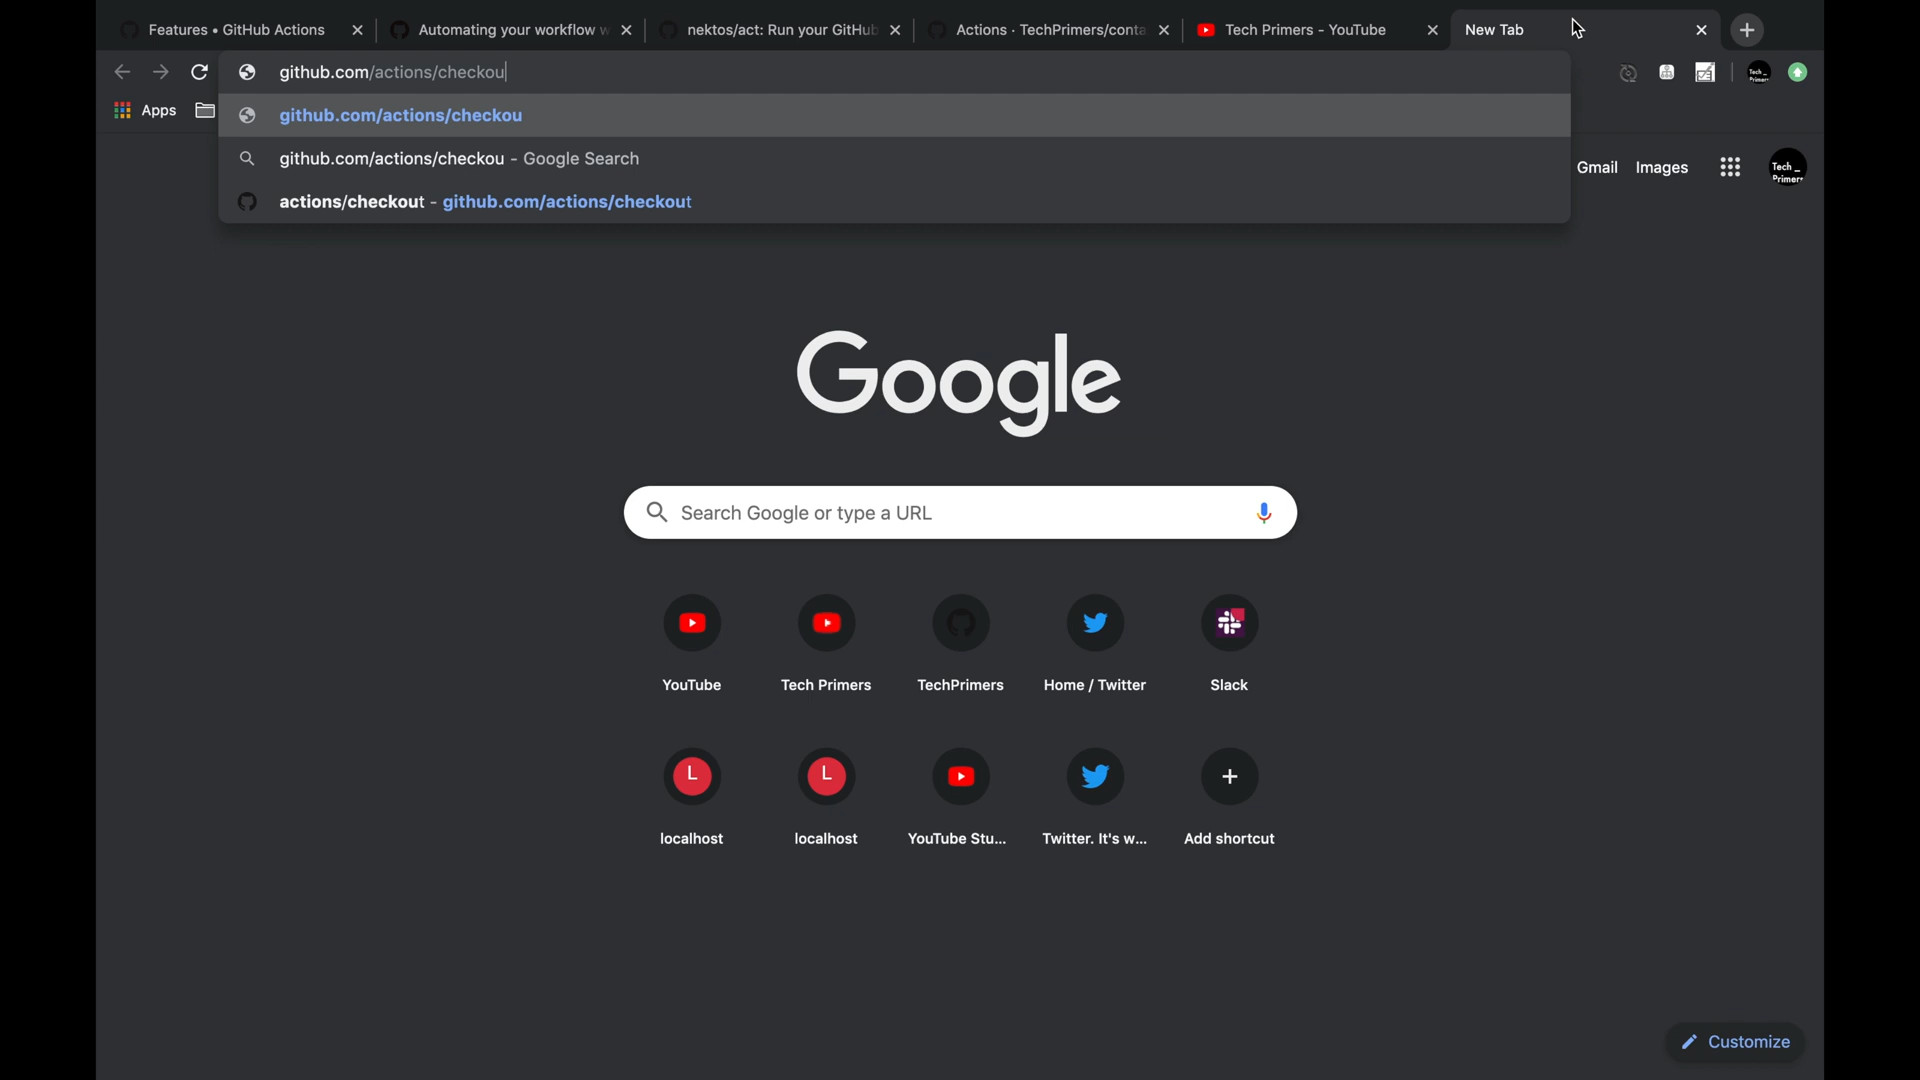 Features • GitHub Actions
Automating your workflow w
nektos/act: Run your GitHub
Actions · TechPrimers/conta
Tech Primers - YouTube
New Tab
github.com/actions/checkou
Apps
github.com/actions/checkou
github.com/actions/checkou - Google Search
actions/checkout - github.com/actions/checkout
Gmail
Images
Tech_
Primers
Google
Search Google or type a URL
YouTube
Tech Primers
TechPrimers
Home / Twitter
Slack
L
L
localhost
localhost
YouTube Stu...
Twitter. It's w...
Add shortcut
Customize